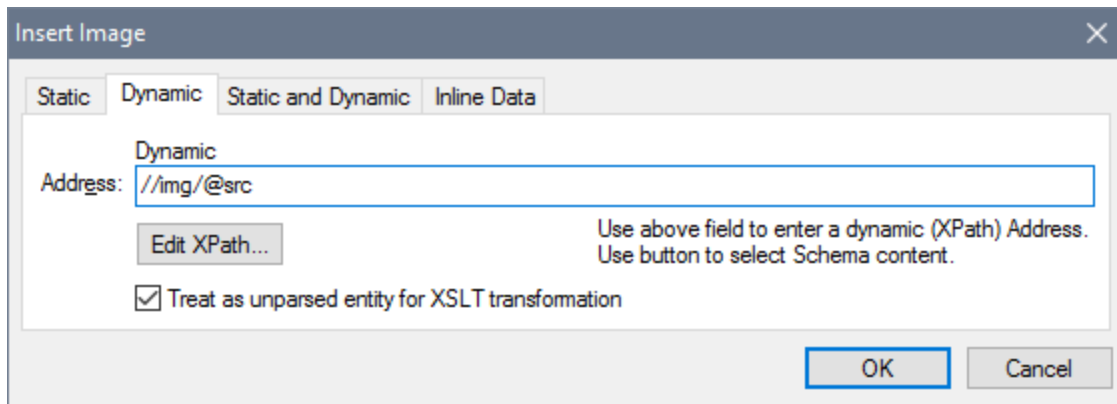 Insert Image
Static Dynamic Static and Dynamic Inline Data
Dynamic
Address: //img/@src
Edit XPath...
Use above field to enter a dynamic (XPath) Address.
Use button to select Schema content.
Treat as unparsed entity for XSLT transformation
OK Cancel